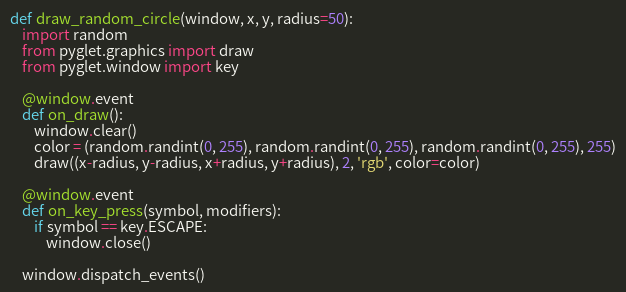 def draw_random_circle(window, x, y, radius=50):
    import random
    from pyglet.graphics import draw
    from pyglet.window import key

    @window.event
    def on_draw():
        window.clear()
        color = (random.randint(0, 255), random.randint(0, 255), random.randint(0, 255), 255)
        draw((x-radius, y-radius, x+radius, y+radius), 2, 'rgb', color=color)

    @window.event
    def on_key_press(symbol, modifiers):
        if symbol == key.ESCAPE:
            window.close()

    window.dispatch_events()